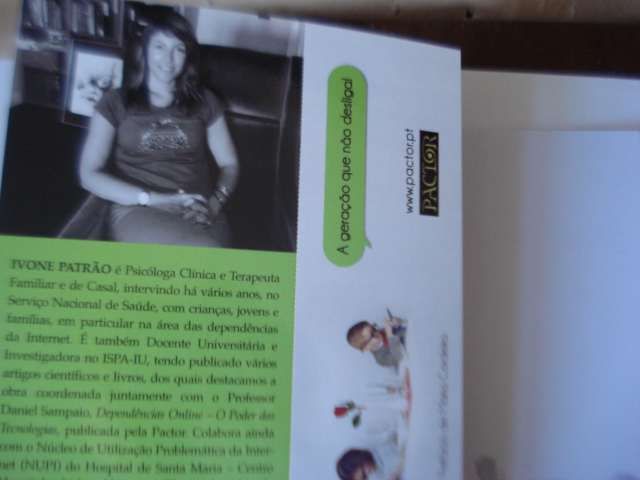 IVONE PATRÃO é Psicóloga Clínica e Terapeuta
Familiar e de Casal, intervindo há vários anos, no
Serviço Nacional de Saúde, com crianças, jovens e
famílias, em particular na área das dependências
da Internet. É também Docente Universitária e
Investigadora no ISPA-IU, tendo publicado vários
artigos científicos e livros, dos quais destacamos a
obra coordenada juntamente com o Professor
Daniel Sampaio, Dependências Online – O Poder das
Tecnologias, publicada pela Pactor. Colabora ainda
com o Núcleo de Utilização Problemática da Inter-
net (NUPI) do Hospital de Santa Maria – Centro
A geração que não desliga!
www.pactor.pt
PACTOR